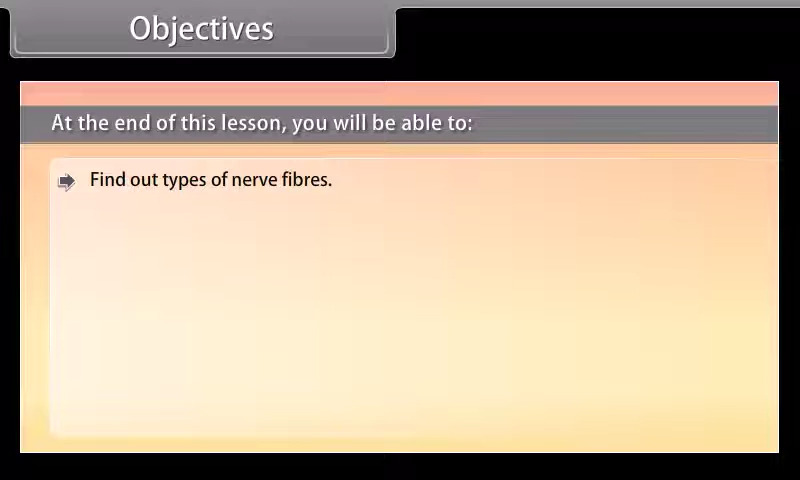 Objectives
At the end of this lesson, you will be able to:
Find out types of nerve fibres.